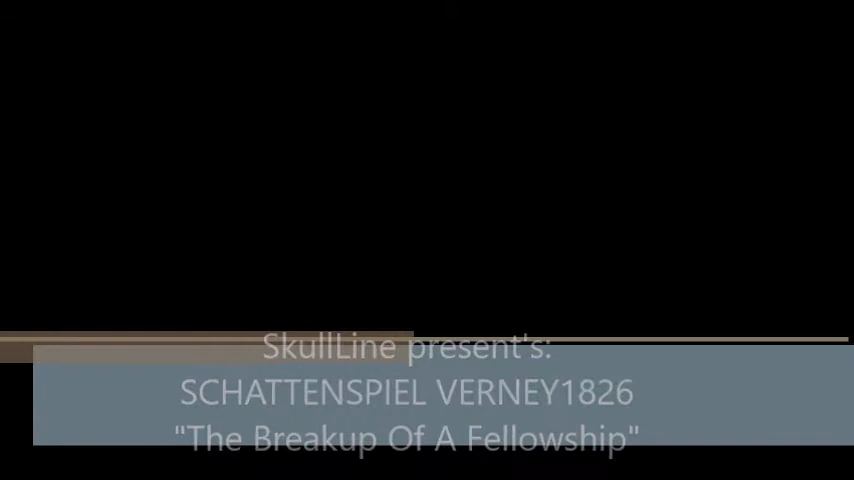 SkullLine present's:
SCHATTENSPIEL VERNEY1826
"The Breakup Of A Fellowship"